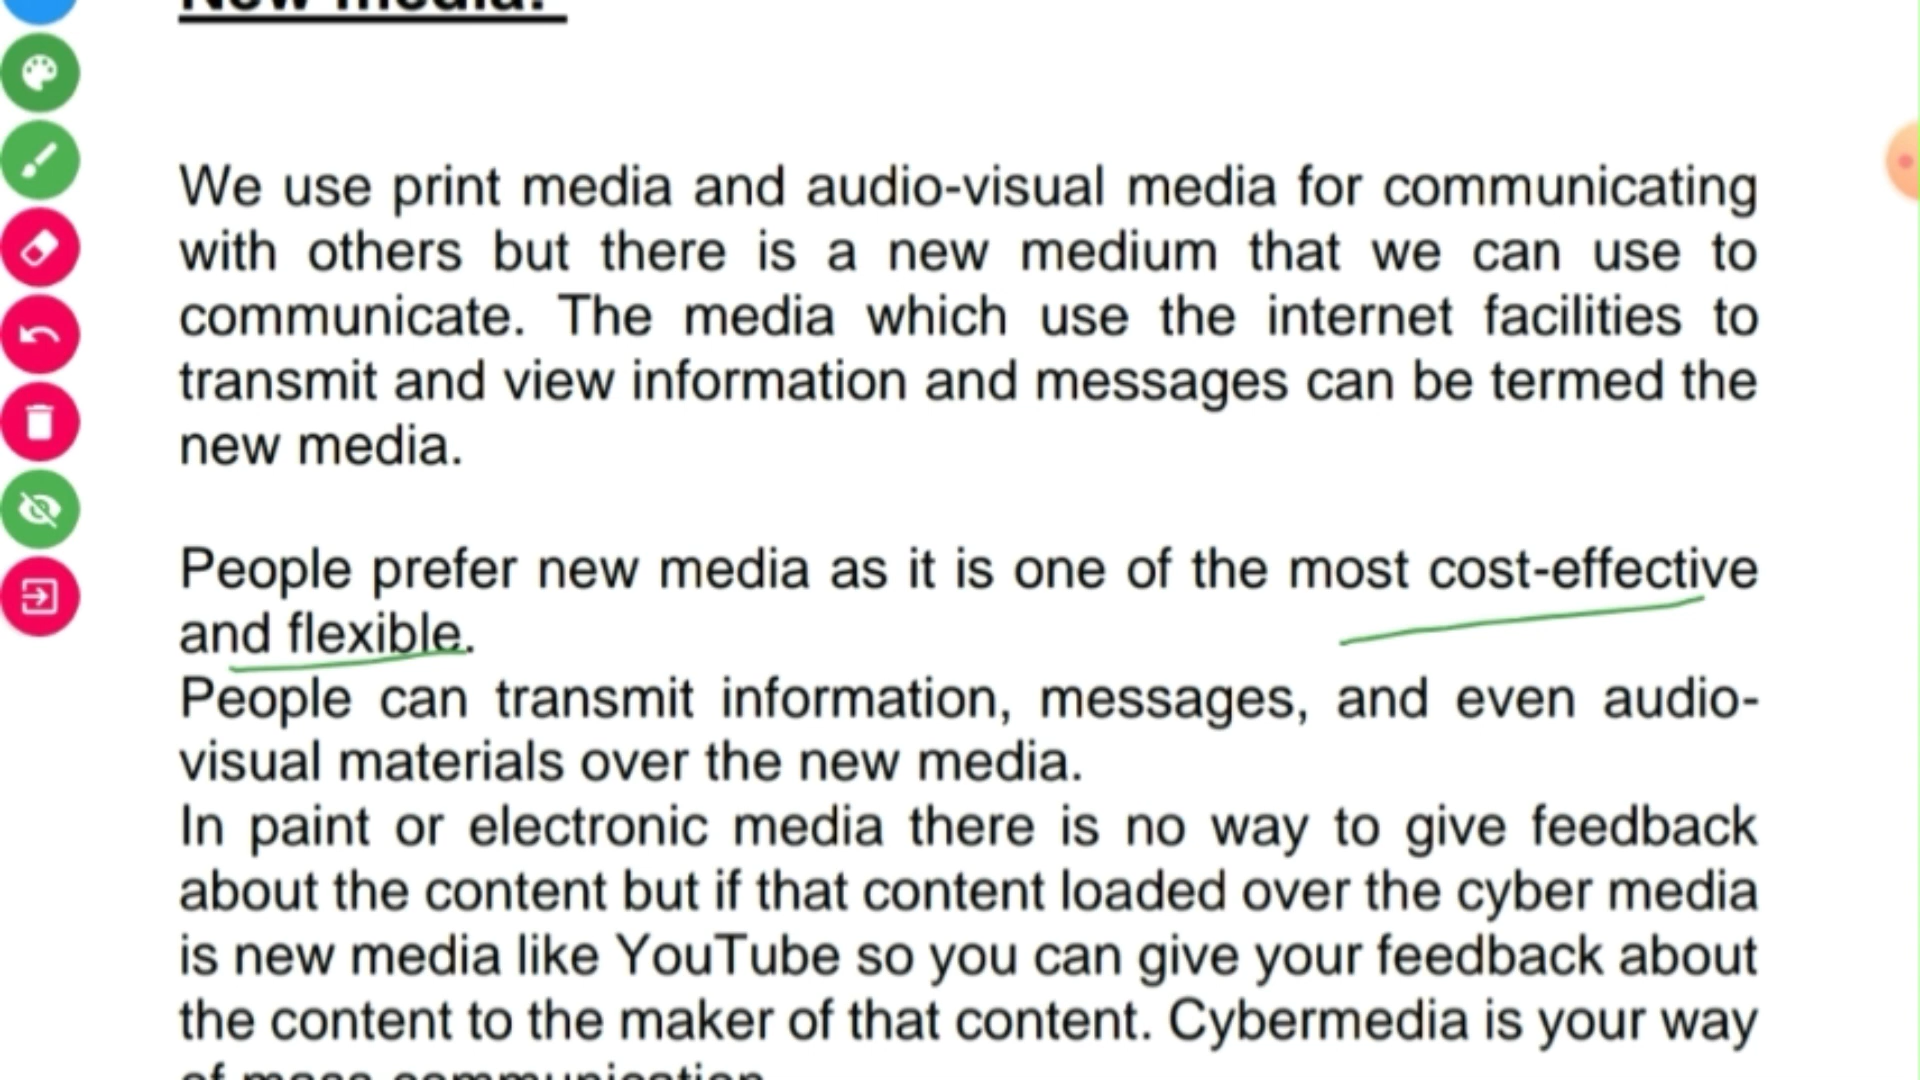 New media:
We use print media and audio-visual media for communicating
with others but there is a new medium that we can use to
communicate. The media which use the internet facilities to
transmit and view information and messages can be termed the
new media.
People prefer new media as it is one of the most cost-effective
and flexible.
People can transmit information, messages, and even audio-
visual materials over the new media.
In paint or electronic media there is no way to give feedback
about the content but if that content loaded over the cyber media
is new media like YouTube so you can give your feedback about
the content to the maker of that content. Cybermedia is your way
of mass communication